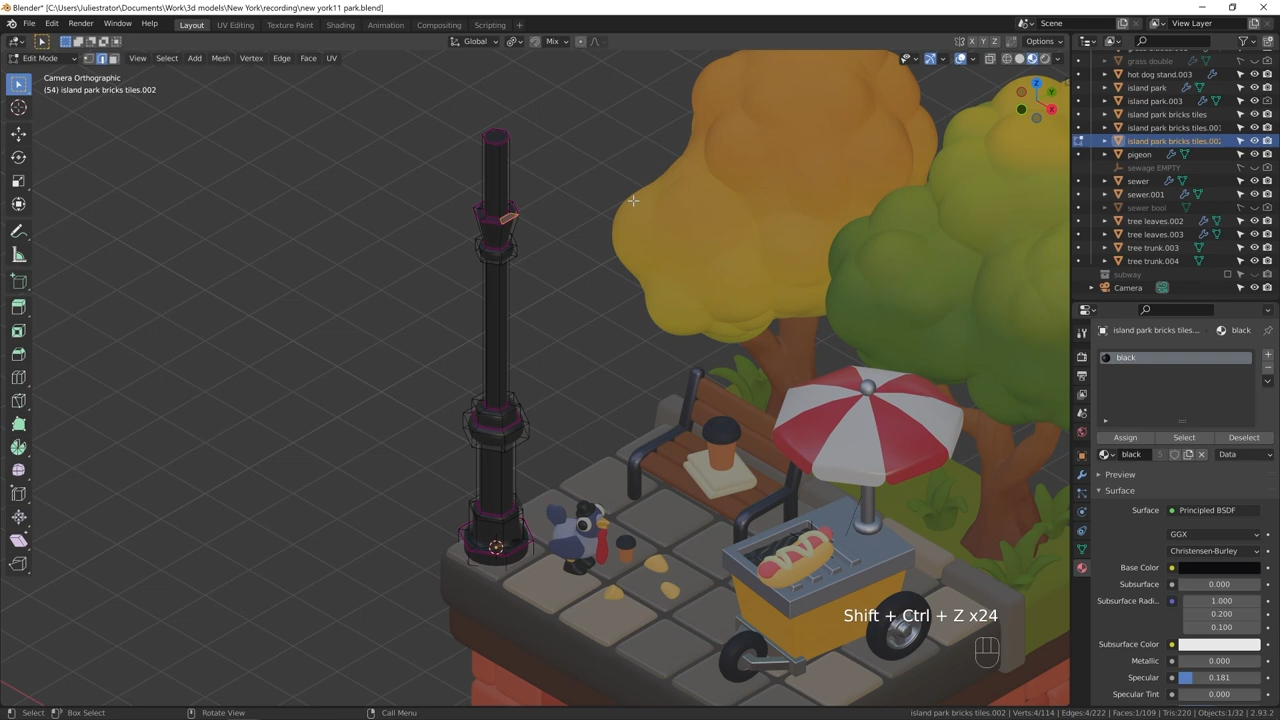 Blender* [C:\Users\Uliestrator\Documents\Work\3d models\New York\recording\new york11 park.blend]
File Edit Render Window Help Layout UV Editing Texture Paint Shading Animation Compositing Scripting Scene View Layer
Global Mix X Y Z Options
Edit Mode View Select Add Mesh Vertex Edge Face UV
Camera Orthographic
(54) island park bricks tiles.002
grass double
hot dog stand.003
island park
island park.003
island park bricks tiles
island park bricks tiles.001
island park bricks tiles.002
pigeon
sewage EMPTY
sewer
sewer.001
sewer bool
tree leaves.002
tree leaves.003
tree trunk.003
tree trunk.004
subway
Camera
Z
Y
X
island park bricks tiles.... black
black
Assign Select Deselect
black 5 Data
Preview
Surface
Surface Principled BSDF
GGX
Christensen-Burley
Base Color
Subsurface 0.000
Subsurface Radi... 1.000
0.200
0.100
Subsurface Color
Metallic 0.000
Specular 0.181
Specular Tint 0.000
Shift + Ctrl + Z x24
Select Box Select Rotate View Call Menu island park bricks tiles.002 | Verts:4/114 | Edges:4/222 | Faces:1/109 | Tris:220 | Objects:1/32 | 2.93.2